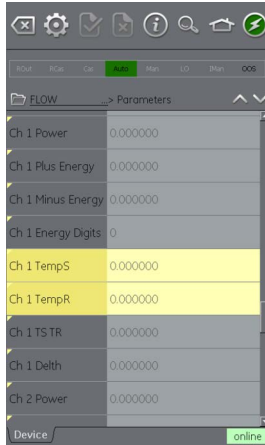 ROut RCas Cas Auto Man LO IMan OOS
FLOW ...> Parameters
Ch 1 Power 0.000000
Ch 1 Plus Energy 0.000000
Ch 1 Minus Energy 0.000000
Ch 1 Energy Digits 0
Ch 1 TempS 0.000000
Ch 1 TempR 0.000000
Ch 1 TS TR 0.000000
Ch 1 Delth 0.000000
Ch 2 Power 0.000000
Device online